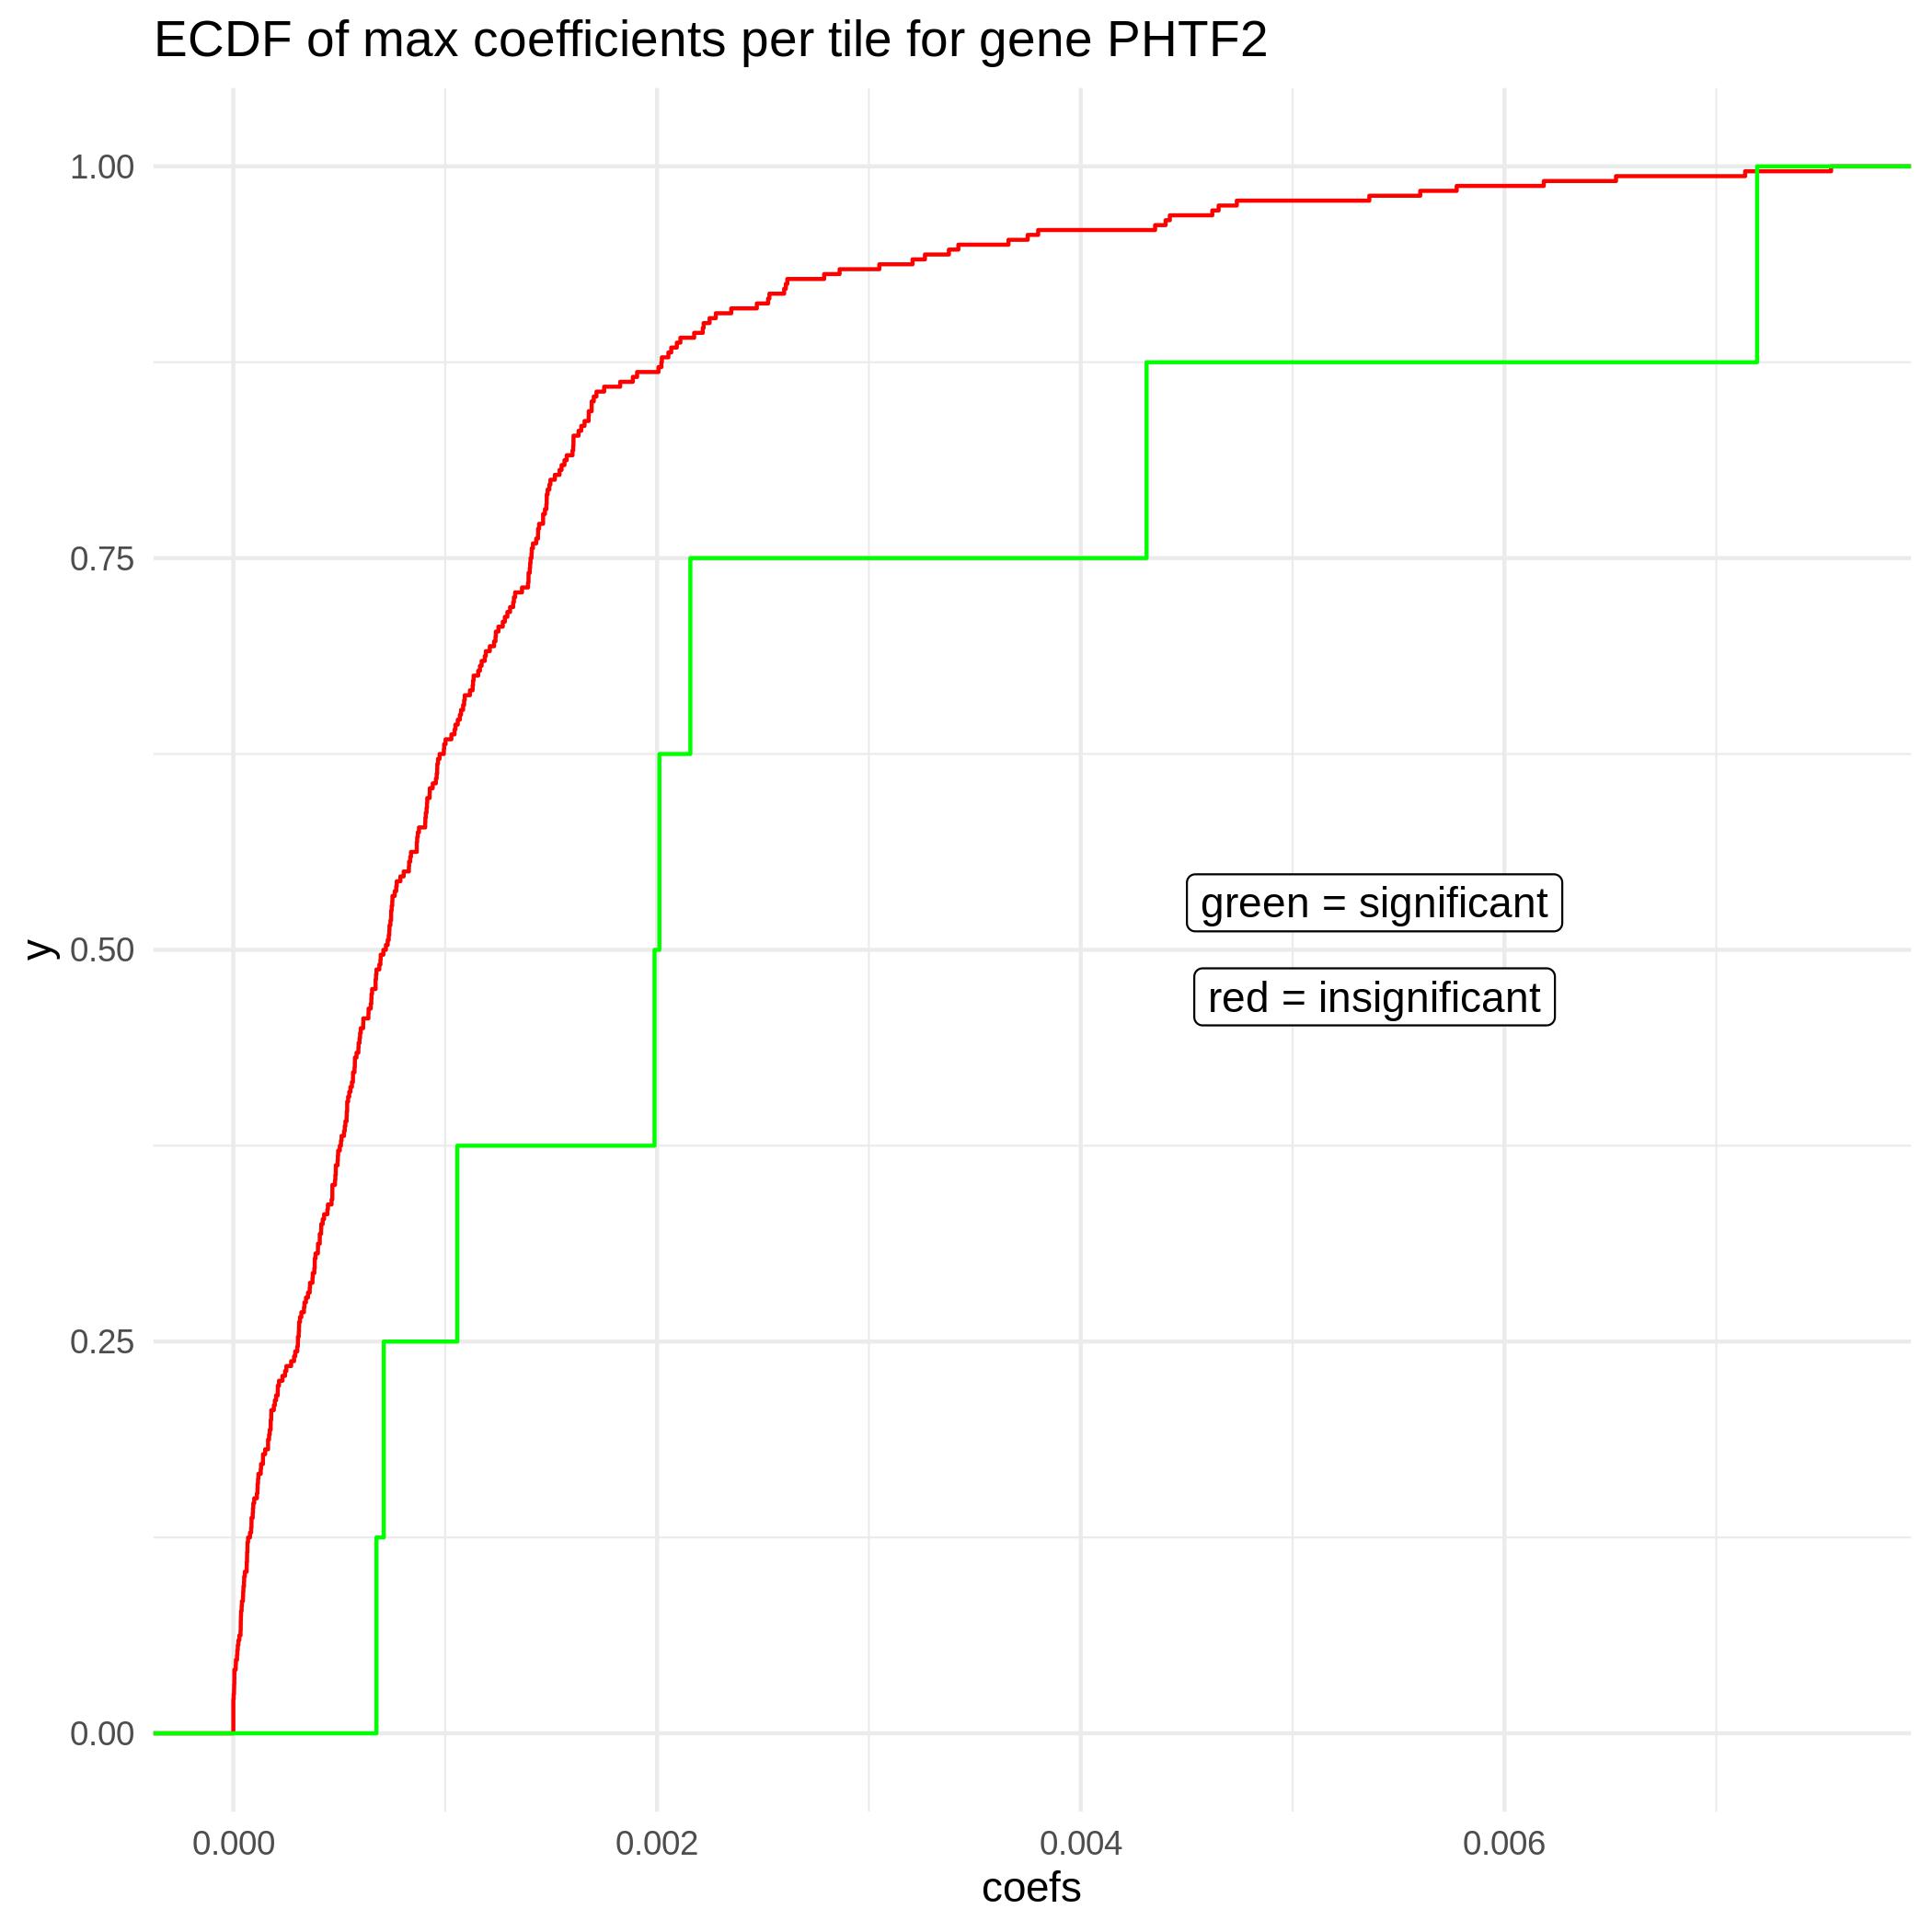 ECDF of max coefficients per tile for gene PHTF2
1.00
0.75
0.50
0.25
0.00
y
green = significant
red = insignificant
0.000
0.002
0.004
0.006
coefs